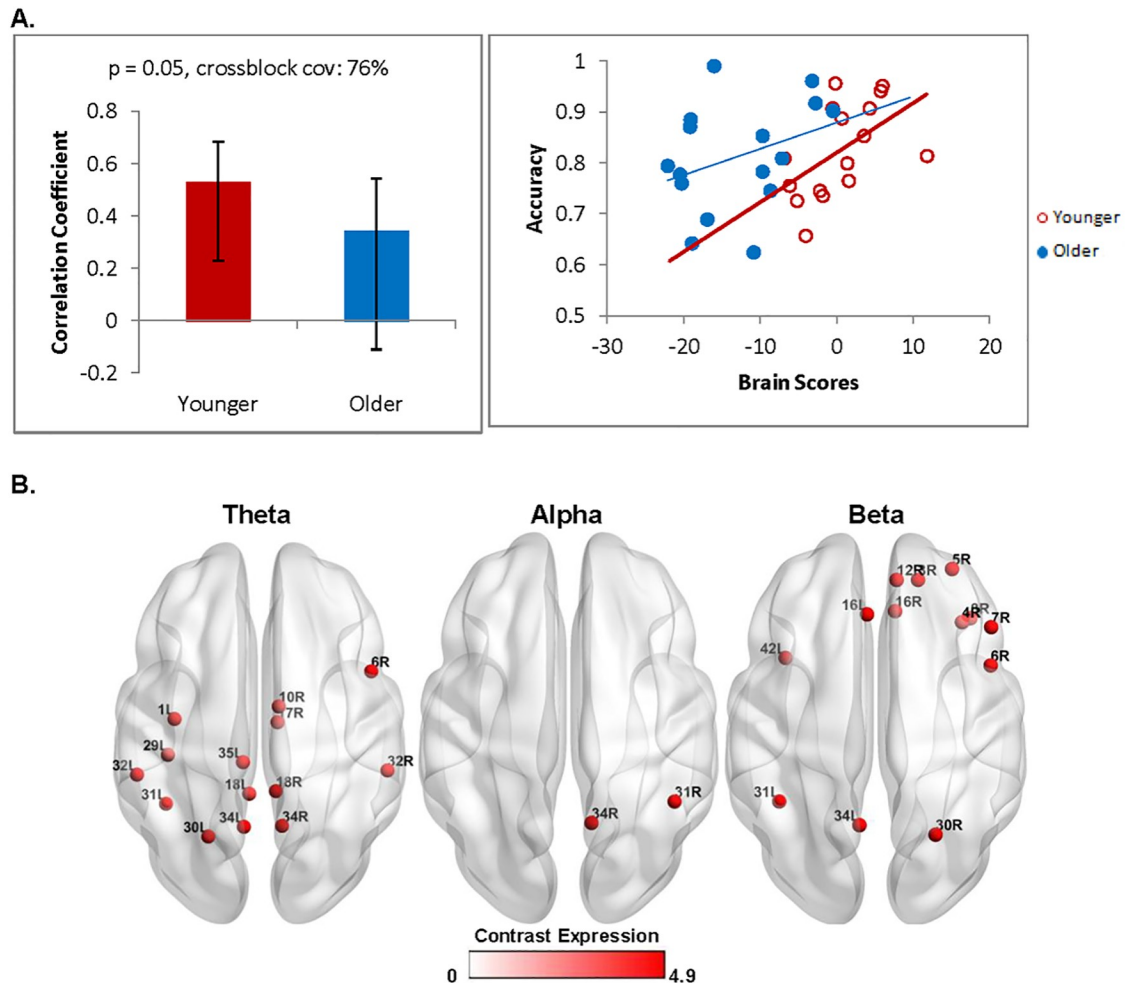 A.
p = 0.05, crossblock cov: 76%
Correlation Coefficient
0.8
0.6
0.4
0.2
0
-0.2
Younger
Older
Accuracy
1
0.9
0.8
0.7
0.6
0.5
-30
-20
-10
0
10
20
Brain Scores
Younger
Older
B.
Theta
Alpha
Beta
6R
10R
7R
1L
29L
35L
32L
32R
31L
18L
18R
30L
34L
34R
31R
34R
5R
12R
16L
16R
4R
7R
42L
6R
31L
34L
30R
Contrast Expression
0
4.9